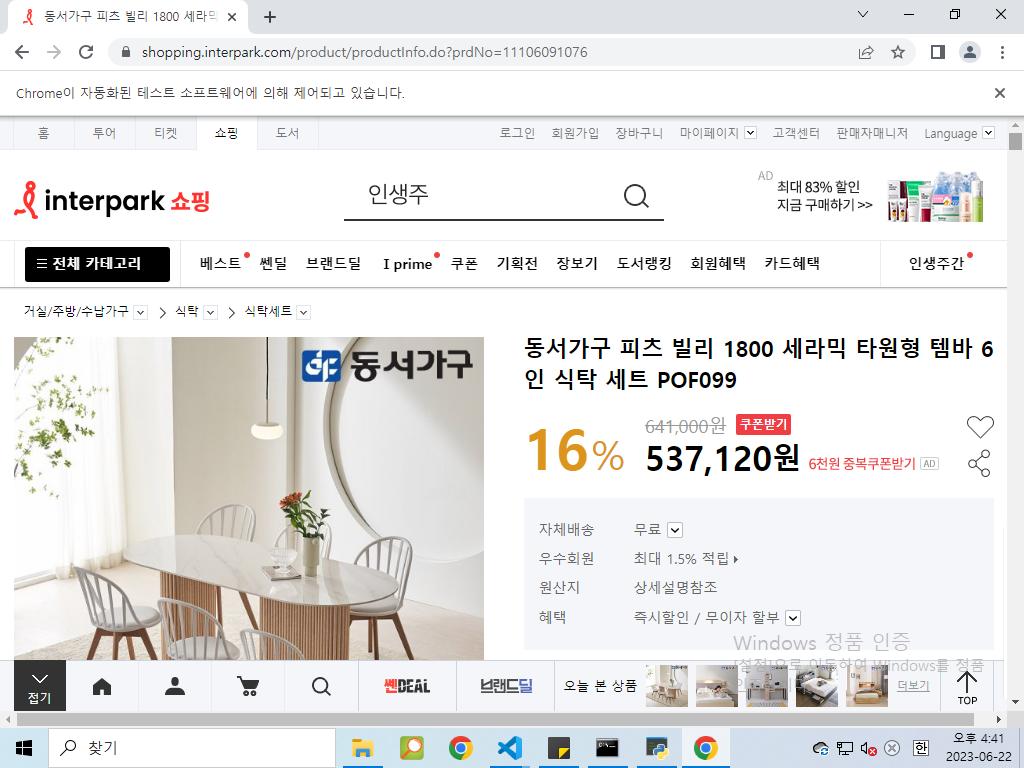 동서가구 피츠 빌리 1800 세라믹
shopping.interpark.com/product/productInfo.do?prdNo=11106091076
Chrome이 자동화된 테스트 소프트웨어에 의해 제어되고 있습니다.
홈 투어 티켓 쇼핑 도서 로그인 회원가입 장바구니 마이페이지 고객센터 판매자매니저 Language
interpark 쇼핑
인생주
AD
최대 83% 할인
지금 구매하기 >>
전체 카테고리 베스트 쎈딜 브랜드딜 I prime 쿠폰 기획전 장보기 도서랭킹 회원혜택 카드혜택 인생주간
거실/주방/수납가구 식탁 식탁세트
동서가구
동서가구 피츠 빌리 1800 세라믹 타원형 템바 6
인 식탁 세트 POF099
16% 641,000원 쿠폰받기
537,120원 6천원 중복쿠폰받기 AD
자체배송 무료
우수회원 최대 1.5% 적립
원산지 상세설명참조
혜택 즉시할인 / 무이자 할부
Windows 정품 인증
[설정]으로 이동하여 Windows를 정품
접기 쎈DEAL 브랜드딜 오늘 본 상품 더보기 TOP
찾기
한
오후 4:41
2023-06-22